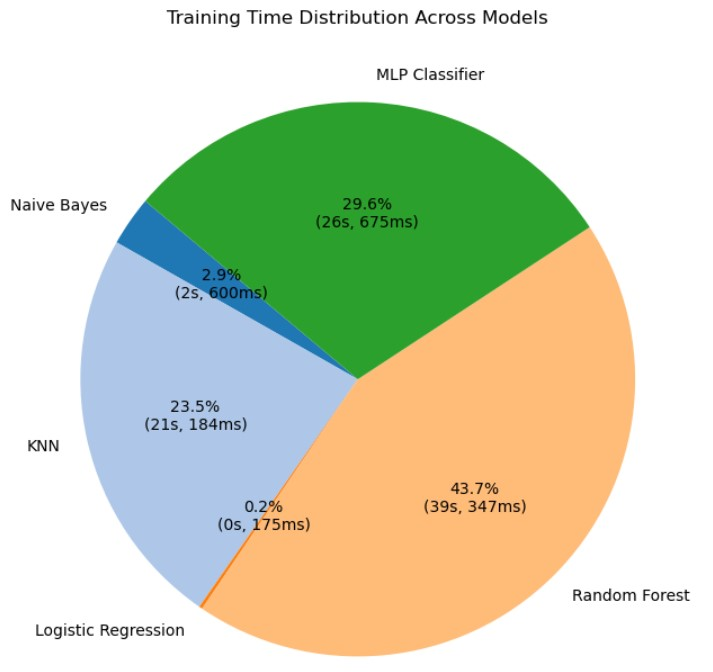 Training Time Distribution Across Models
MLP Classifier
29.6%
(26s, 675ms)
Naive Bayes
2.9%
(2s, 600ms)
KNN
23.5%
(21s, 184ms)
Logistic Regression
0.2%
(0s, 175ms)
Random Forest
43.7%
(39s, 347ms)